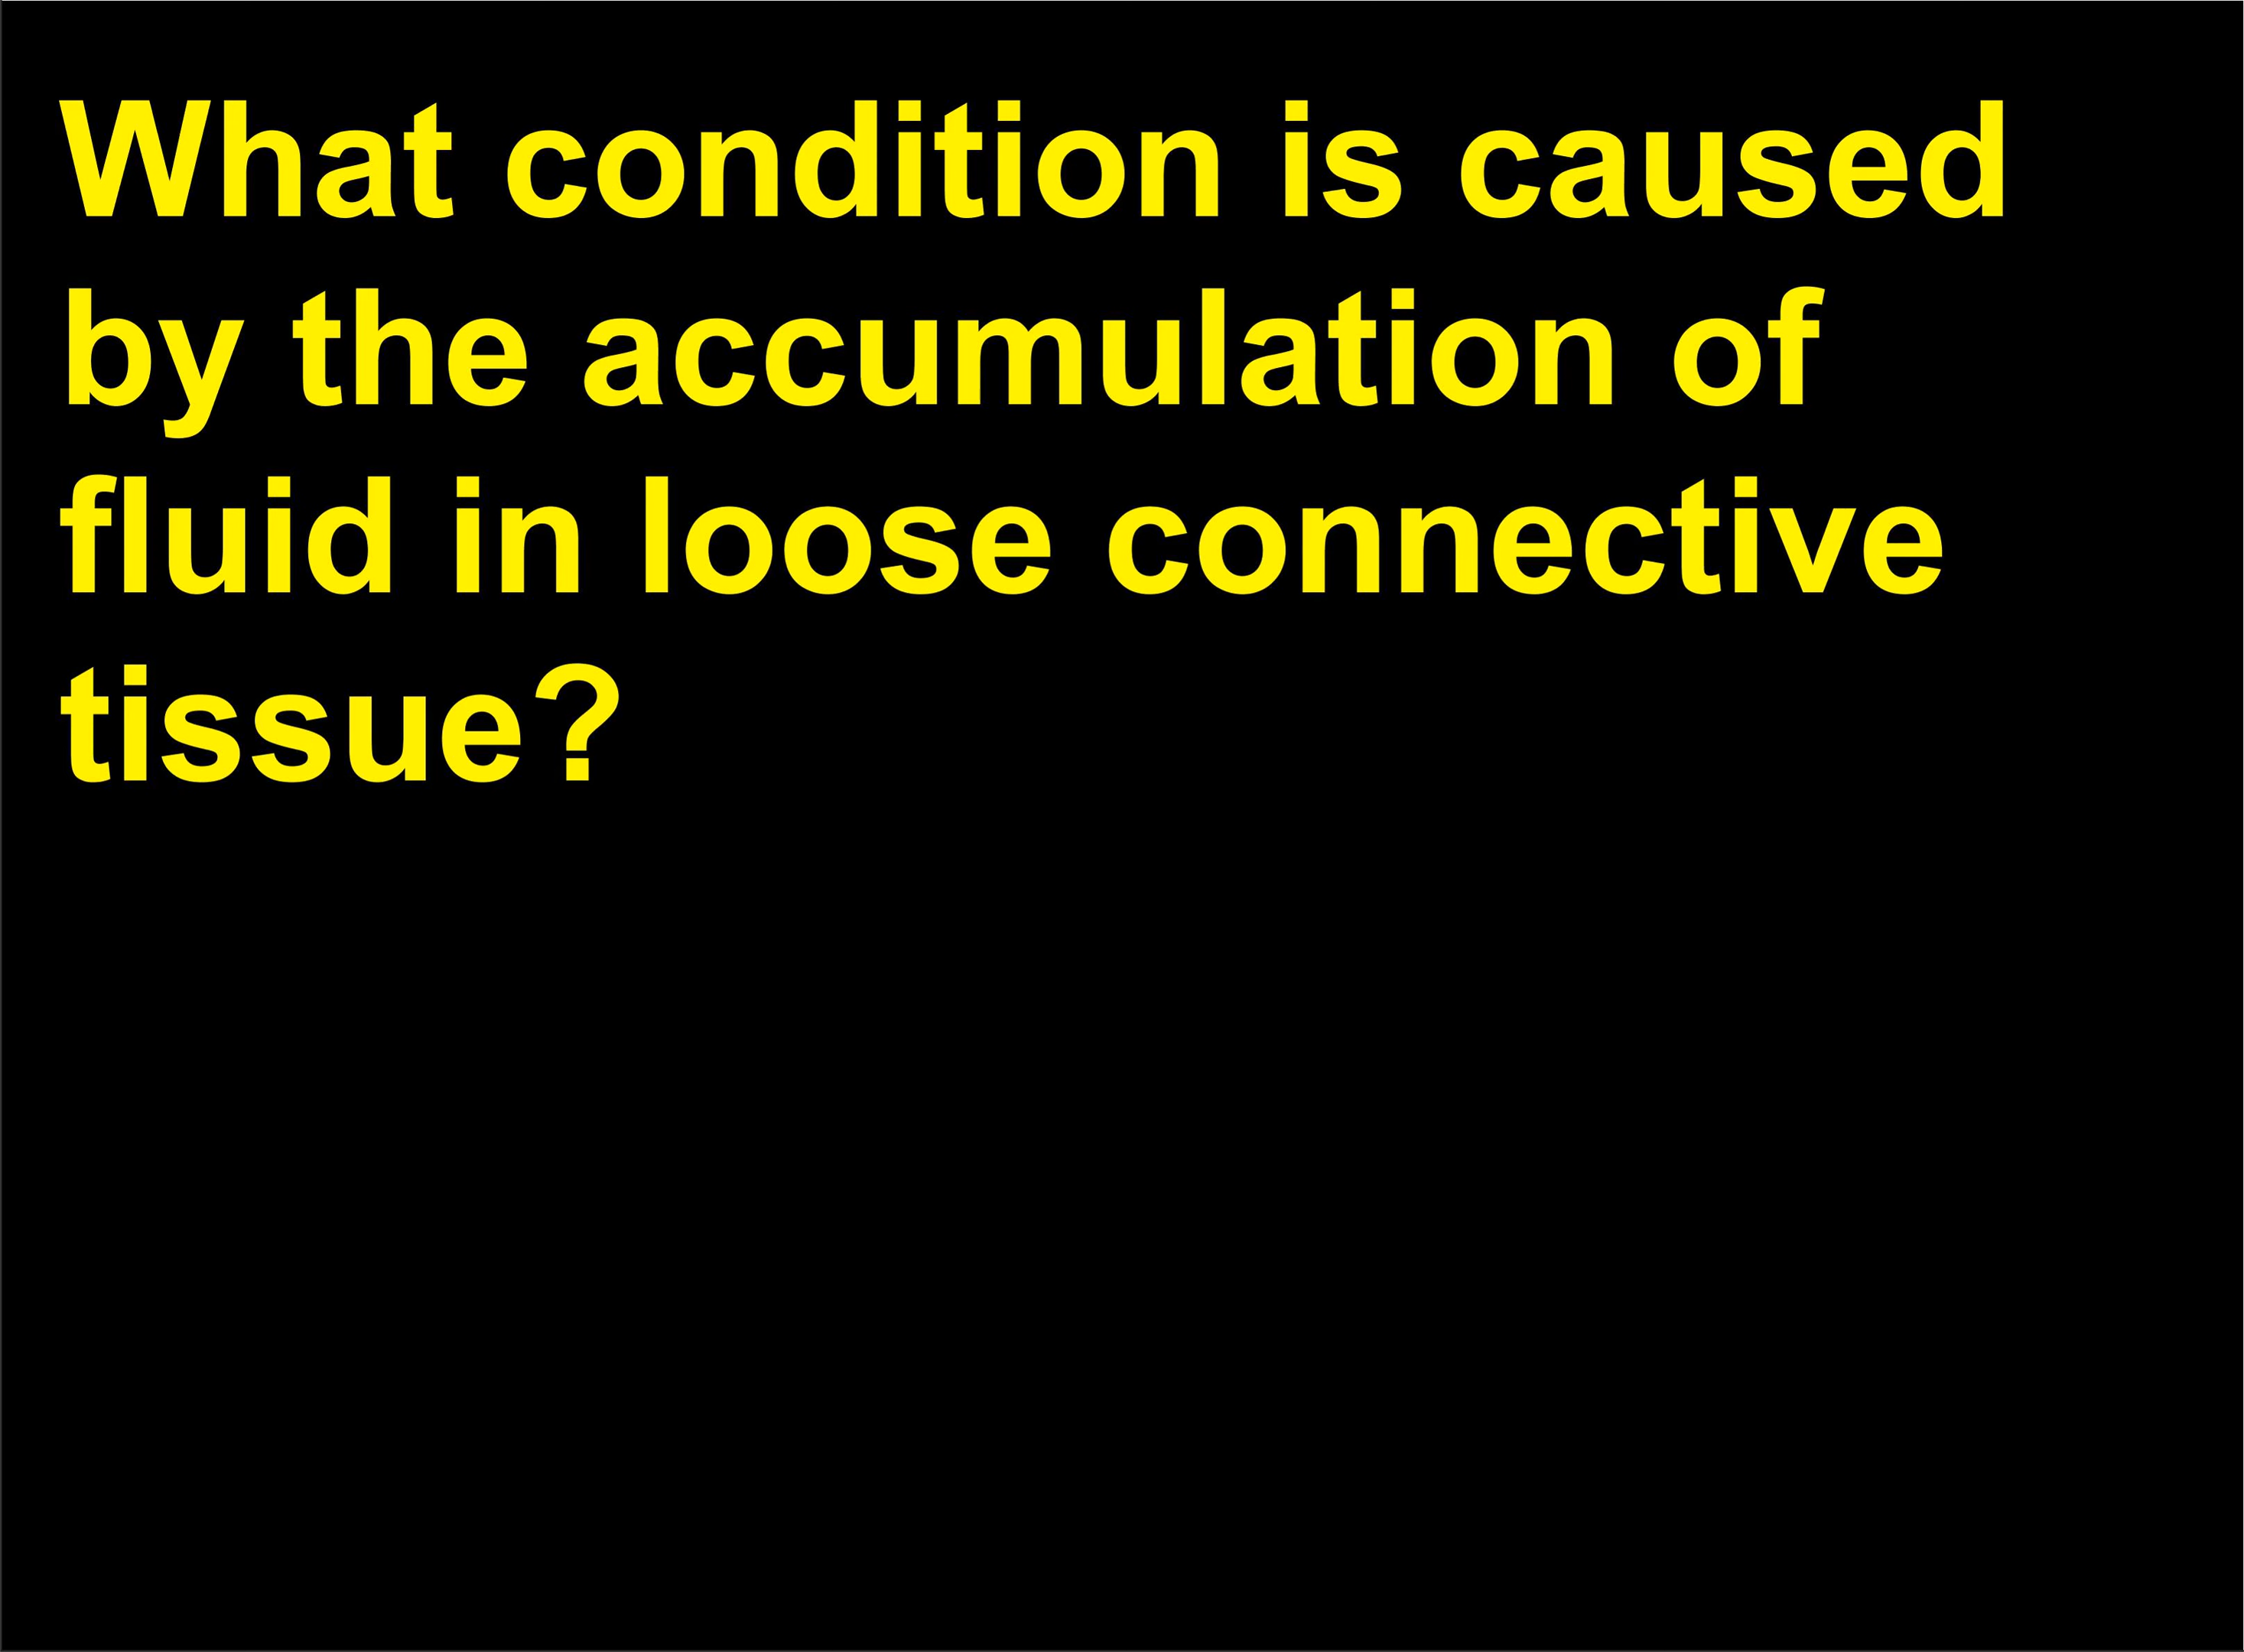 What condition is caused
by the accumulation of
fluid in loose connective
tissue?